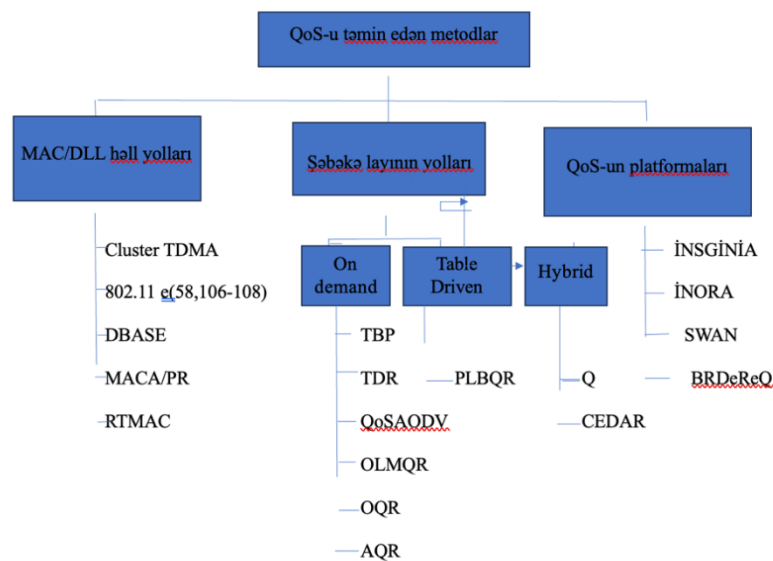 QoS-u təmin edən metodlar
MAC/DLL həll yolları
Şəbəkə layının yolları
QoS-un platformaları
Cluster TDMA
802.11 e(58,106-108)
DBASE
MACA/PR
RTMAC
On
demand
TBP
TDR
QoSAODV
OLMQR
OQR
AQR
Table
Driven
PLBQR
Hybrid
Q
CEDAR
İNSGİNİA
İNORA
SWAN
BRDeReQ